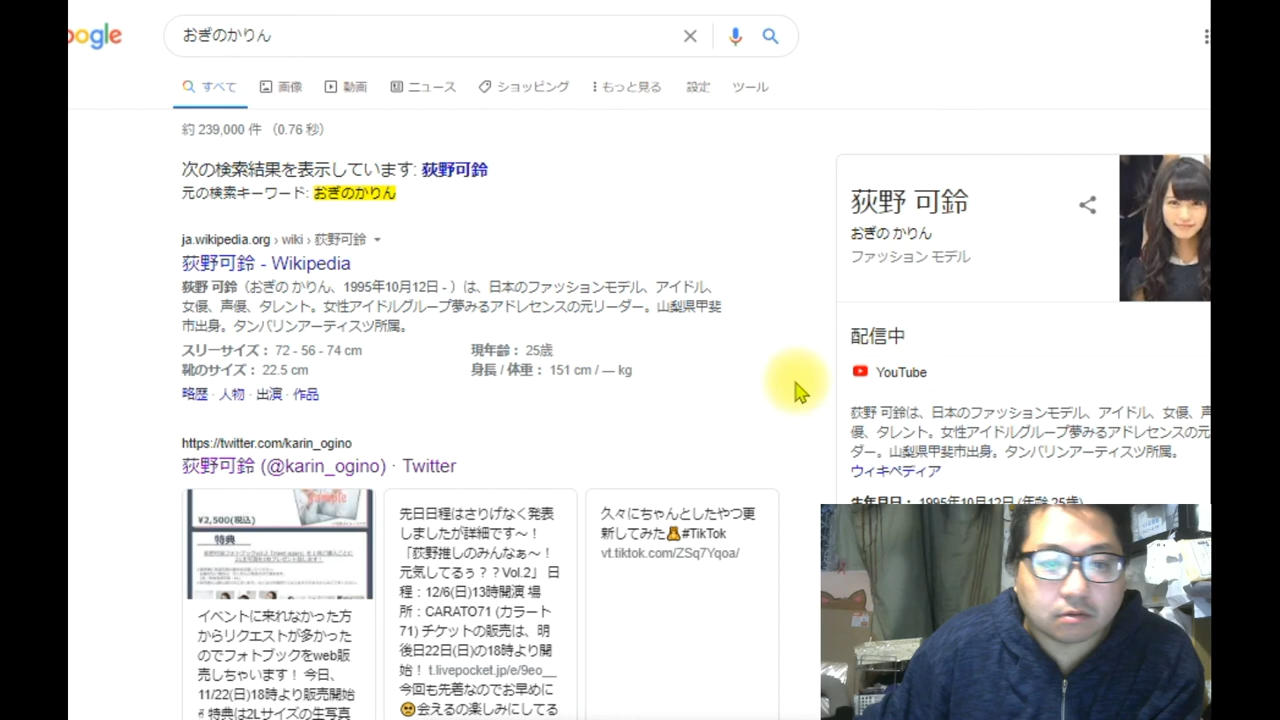 oogle
おぎのかりん
すべて 画像 動画 ニュース ショッピング もっと見る 設定 ツール
約 239,000 件 （0.76 秒）
次の検索結果を表示しています: 荻野可鈴
元の検索キーワード: おぎのかりん
ja.wikipedia.org › wiki › 荻野可鈴
荻野可鈴 - Wikipedia
荻野 可鈴（おぎの かりん、1995年10月12日 - ）は、日本のファッションモデル、アイドル、
女優、声優、タレント。女性アイドルグループ夢みるアドレセンスの元リーダー。山梨県甲斐
市出身。タンバリンアーティスツ所属。
スリーサイズ： 72 - 56 - 74 cm 現年齢： 25歳
靴のサイズ： 22.5 cm 身長 / 体重： 151 cm / ― kg
略歴 · 人物 · 出演 · 作品
https://twitter.com/karin_ogino
荻野可鈴 (@karin_ogino) · Twitter
Sample
¥2,500(税込)
特典
イベントに来れなかった方
からリクエストが多かった
のでフォトブックをweb販
売しちゃいます！ 今日、
11/22(日)18時より販売開始
特典は2Lサイズの生写真
先日日程はさりげなく発表
しましたが詳細です〜！
「荻野推しのみんなぁ〜！
元気してるぅ？？Vol.2」 日
程：12/6(日)13時開演 場
所：CARATO71 (カラート
71) チケットの販売は、明
後日22日(日)の18時より開
始！ t.livepocket.jp/e/9eo__
今回も先着なのでお早めに
🥺会えるの楽しみにしてる
久々にちゃんとしたやつ更
新してみた#TikTok
vt.tiktok.com/ZSq7Yqoa/
荻野 可鈴
おぎの かりん
ファッション モデル
配信中
YouTube
荻野 可鈴は、日本のファッションモデル、アイドル、女優、声
優、タレント。女性アイドルグループ夢みるアドレセンスの元
ダー。山梨県甲斐市出身。タンバリンアーティスツ所属。
ウィキペディア
生年月日： 1995年10月12日 (年齢 25歳)